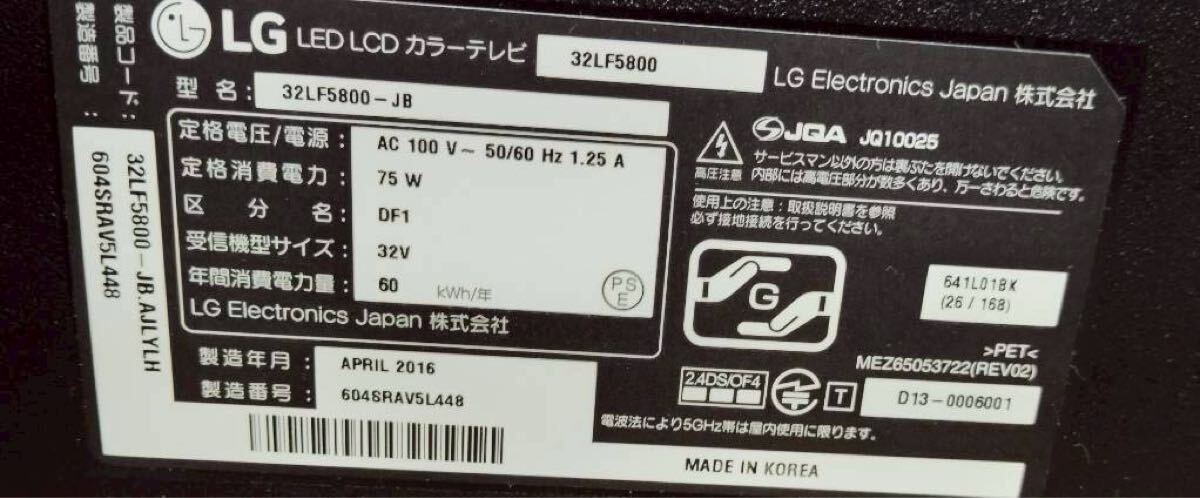 LG LED LCD カラーテレビ 32LF5800
LG Electronics Japan 株式会社
型 名 : 32LF5800-JB
定格電圧/電源 : AC 100 V~ 50/60 Hz 1.25 A
定格消費電力 : 75 W
区 分 名 : DF1
受信機型サイズ : 32V
年間消費電力量 : 60 kWh/年
PS
E
LG Electronics Japan 株式会社
製造年月 : APRIL 2016
製造番号 : 604SRAV5L448
製品コード : 32LF5800-JB.AJLYLH
製造番号 : 604SRAV5L448
JQA JQ10025
高圧注意
サービスマン以外の方は裏ぶたを開けないでください。
内部には高電圧部分が数多くあり、万一さわると危険です。
使用上の注意 : 取扱説明書を参照
必ず接地接続を行ってください。
G
641L01BK
(26 / 168)
>PET<
MEZ65053722(REV02)
2.4DS/OF4
T
D13-0006001
電波法により5GHz帯は屋内使用に限ります。
MADE IN KOREA